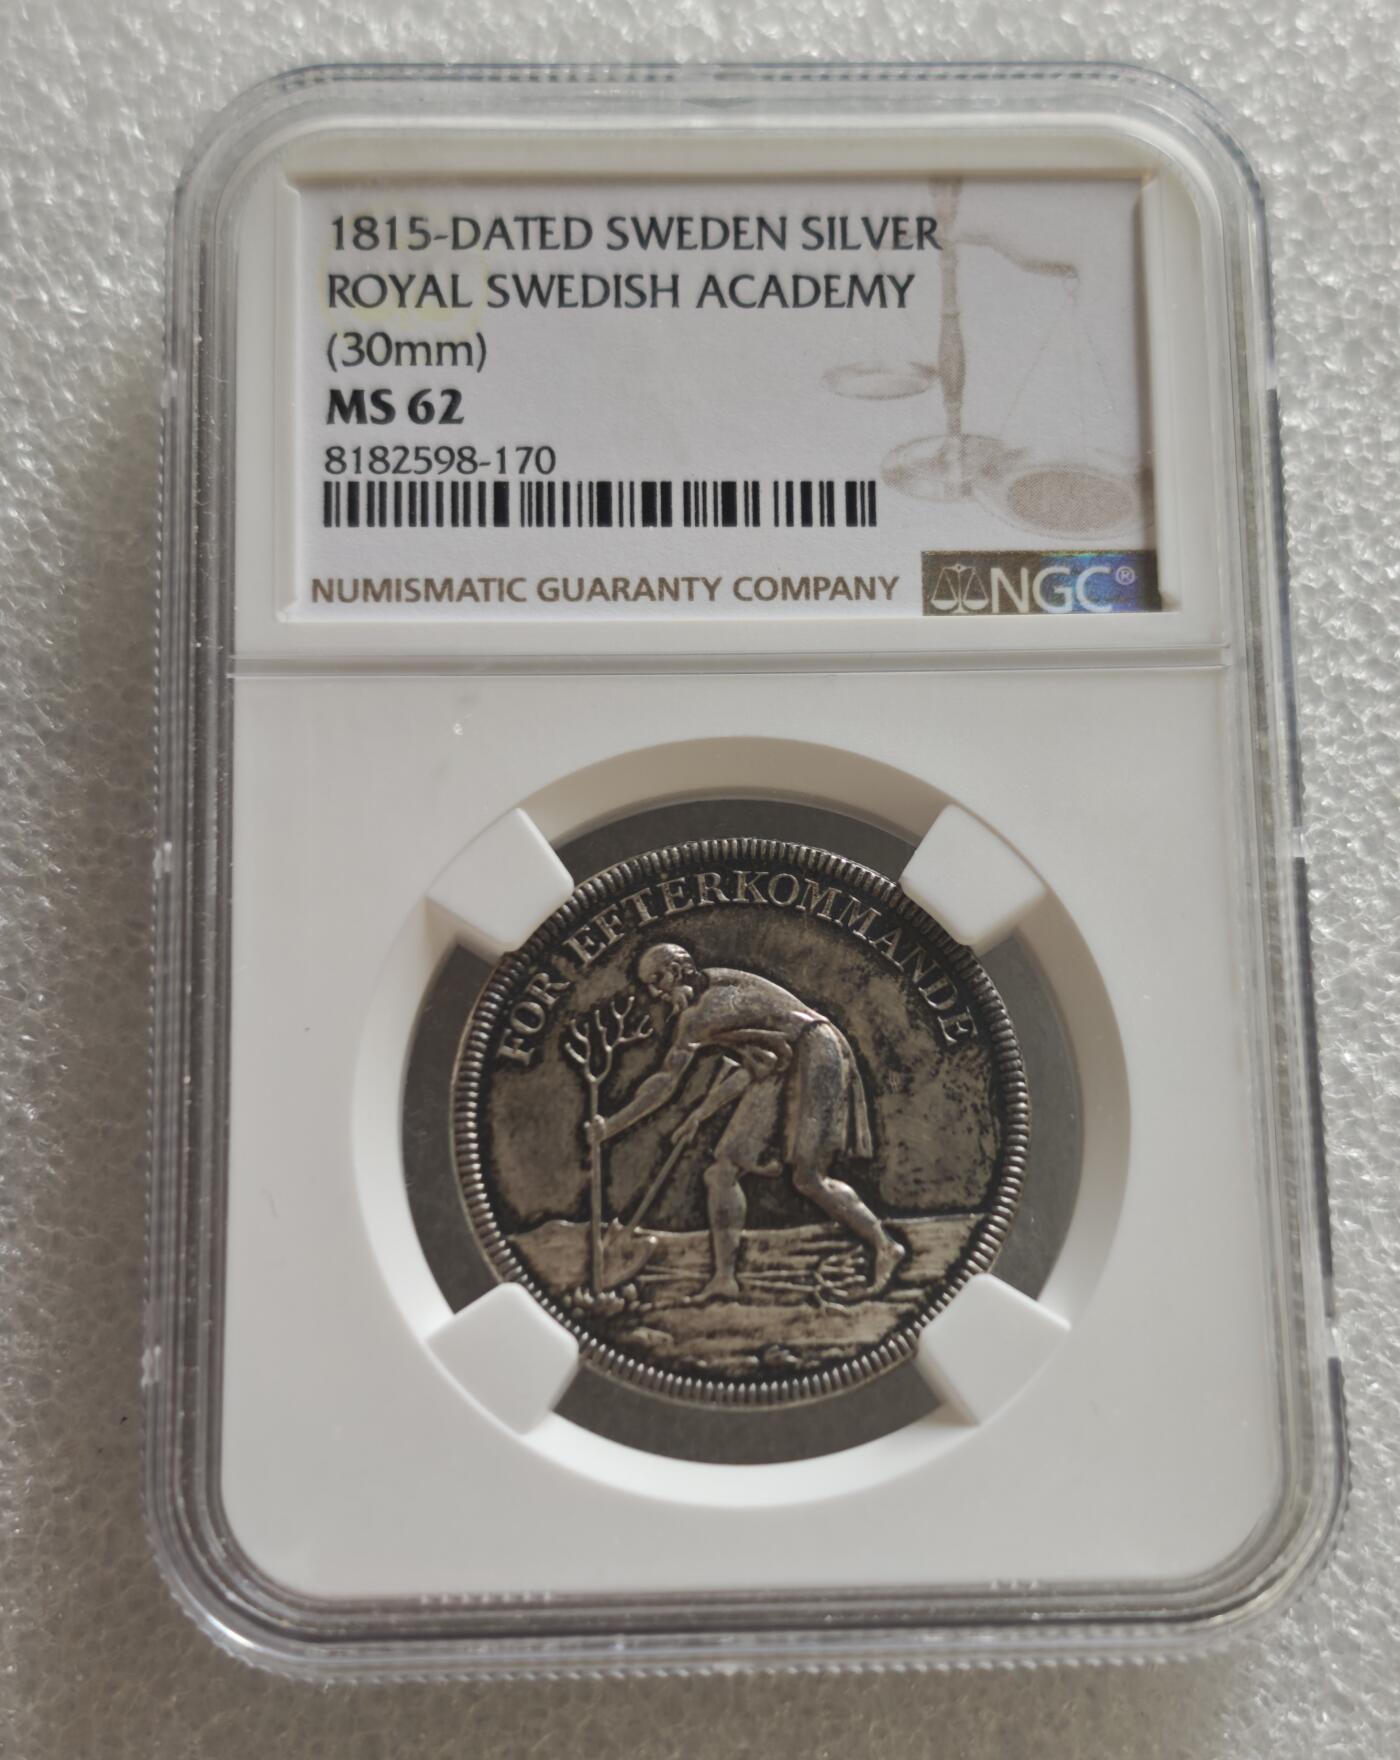 1815-DATED SWEDEN SILVER
ROYAL SWEDISH ACADEMY
(30mm)
MS 62
8182598-170
NUMISMATIC GUARANTY COMPANY NGC®
FOR EFTERKOMMANDE